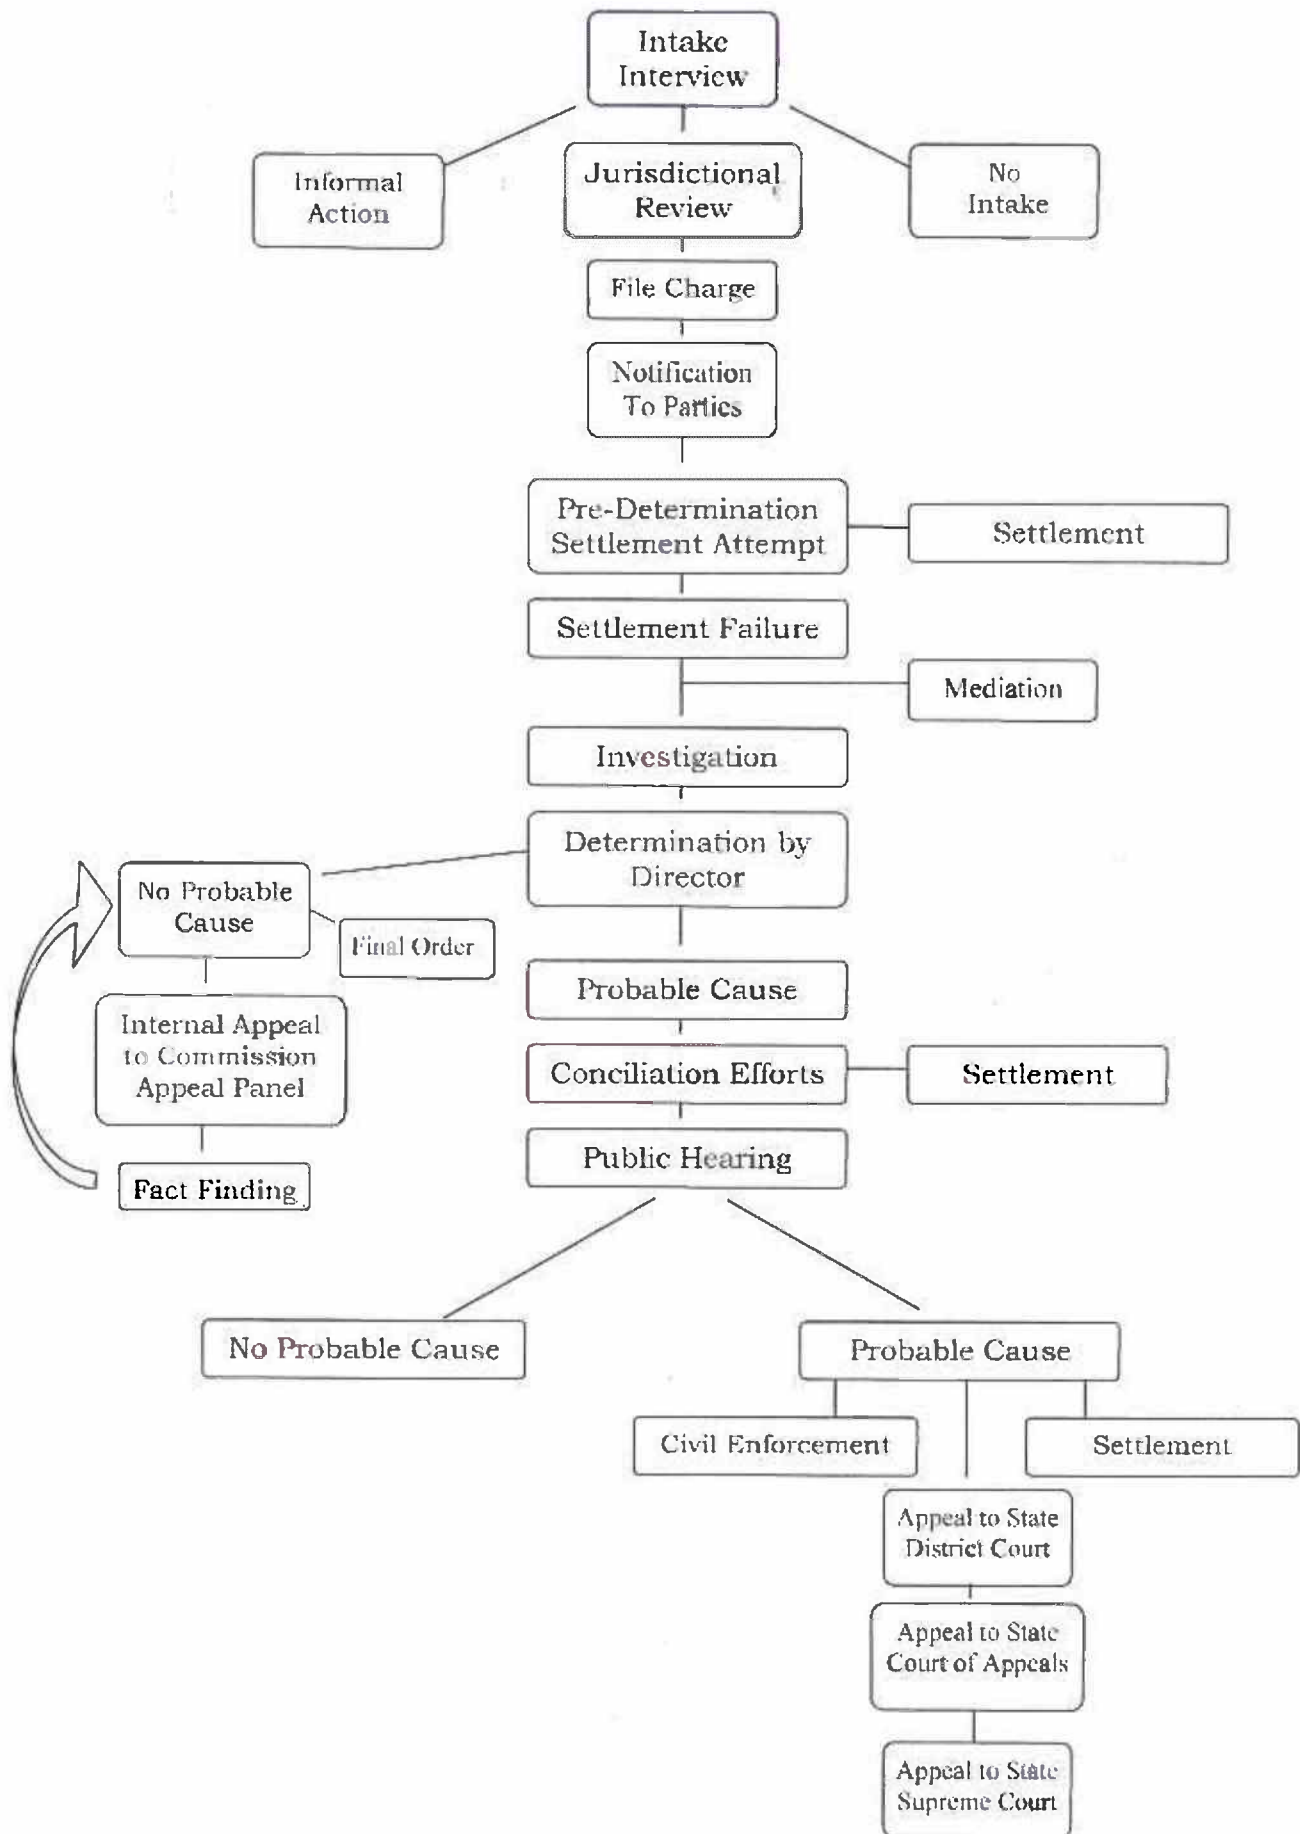 Intake
Interview
Informal
Action
Jurisdictional
Review
No
Intake
File Charge
Notification
To Parties
Pre-Determination
Settlement Attempt
Settlement
Settlement Failure
Mediation
Investigation
Determination by
Director
No Probable
Cause
Final Order
Probable Cause
Internal Appeal
to Commission
Appeal Panel
Conciliation Efforts
Settlement
Public Hearing
Fact Finding
No Probable Cause
Probable Cause
Civil Enforcement
Settlement
Appeal to State
District Court
Appeal to State
Court of Appeals
Appeal to State
Supreme Court